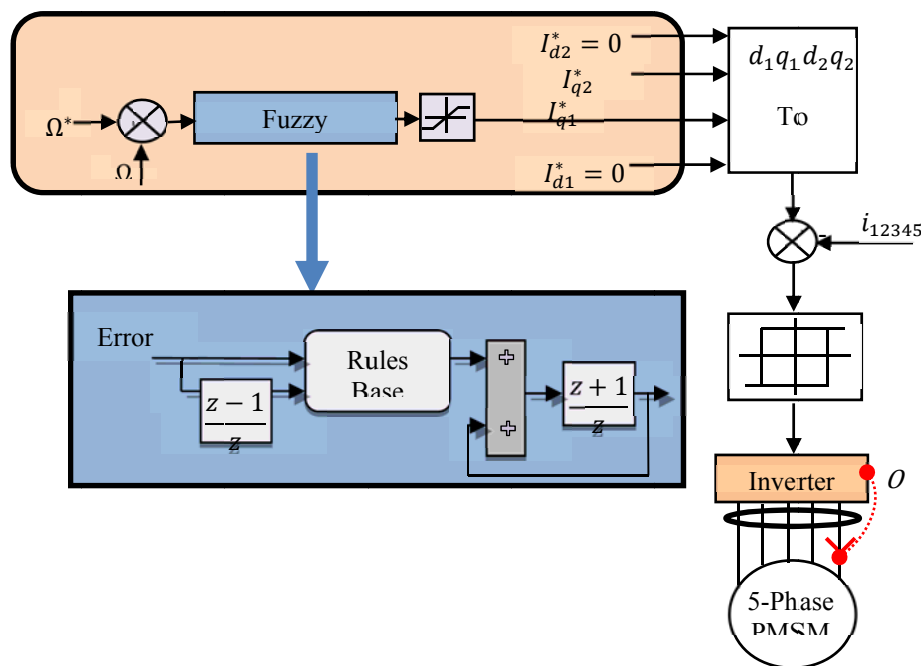 I*d2 = 0
I*q2
d1q1d2q2
Ω*
Fuzzy
I*q1
To
Ω
I*d1 = 0
-
i12345
Error
Rules
Base
z − 1
z
+
+
z + 1
z
Inverter
O
5-Phase
PMSM